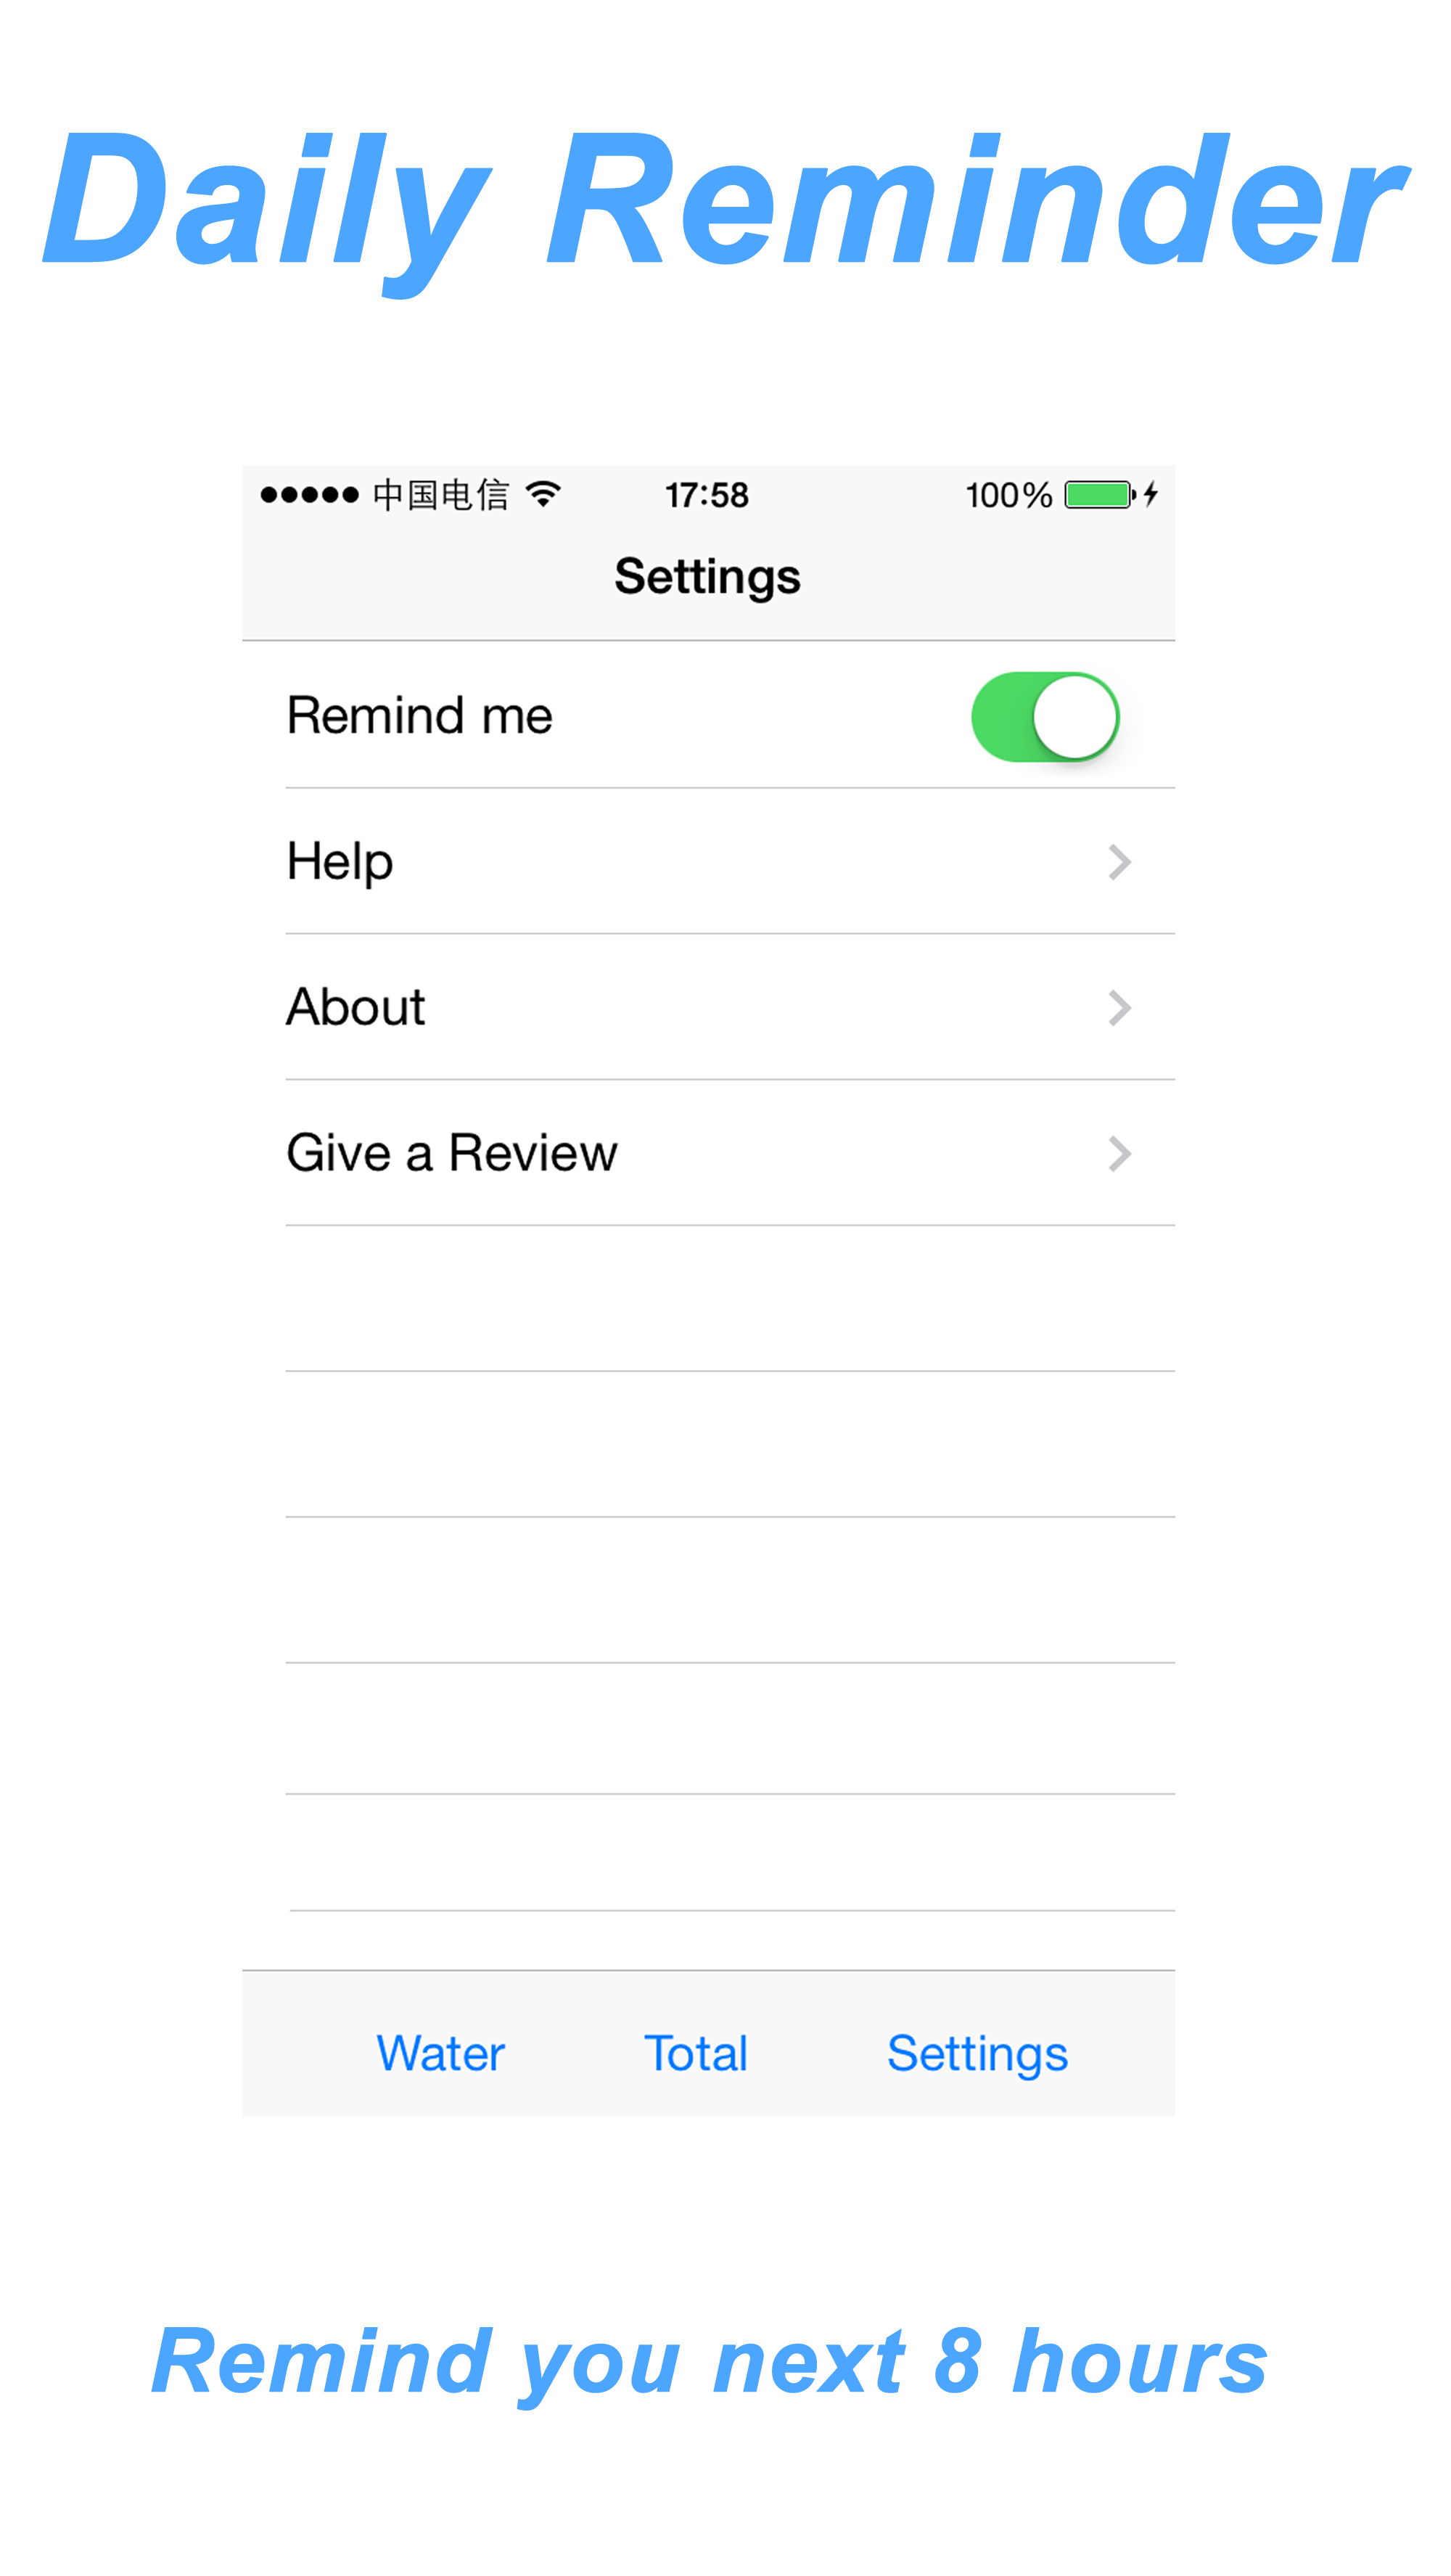 Daily Reminder
中国电信 17:58 100%
Settings
Remind me
Help
About
Give a Review
Water Total Settings
Remind you next 8 hours